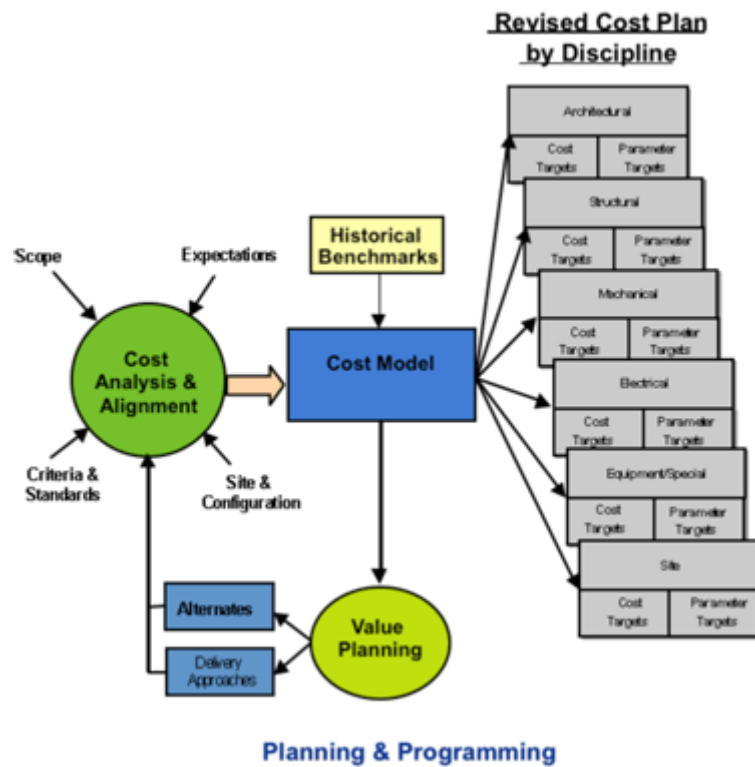 Revised Cost Plan
by Discipline
Architectural
Cost
Targets
Parameter
Targets
Structural
Cost
Targets
Parameter
Targets
Mechanical
Cost
Targets
Parameter
Targets
Electrical
Cost
Targets
Parameter
Targets
Equipment/Special
Cost
Targets
Parameter
Targets
Site
Cost
Targets
Parameter
Targets
Historical
Benchmarks
Scope
Expectations
Cost
Analysis &
Alignment
Cost Model
Criteria &
Standards
Site &
Configuration
Alternates
Delivery
Approaches
Value
Planning
Planning & Programming